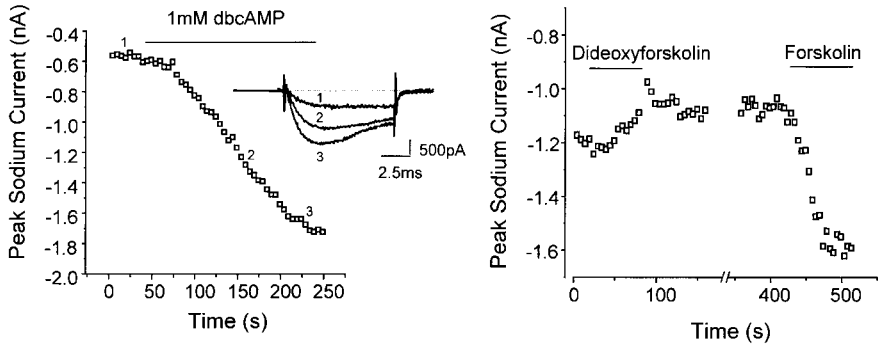 1mM dbcAMP
Peak Sodium Current (nA)
-0.4
-0.6
-0.8
-1.0
-1.2
-1.4
-1.6
-1.8
-2.0
1
2
3
1
2
3
500pA
2.5ms
0 50 100 150 200 250
Time (s)
Peak Sodium Current (nA)
-0.8
-1.0
-1.2
-1.4
-1.6
Dideoxyforskolin
Forskolin
0 100 400 500
Time (s)